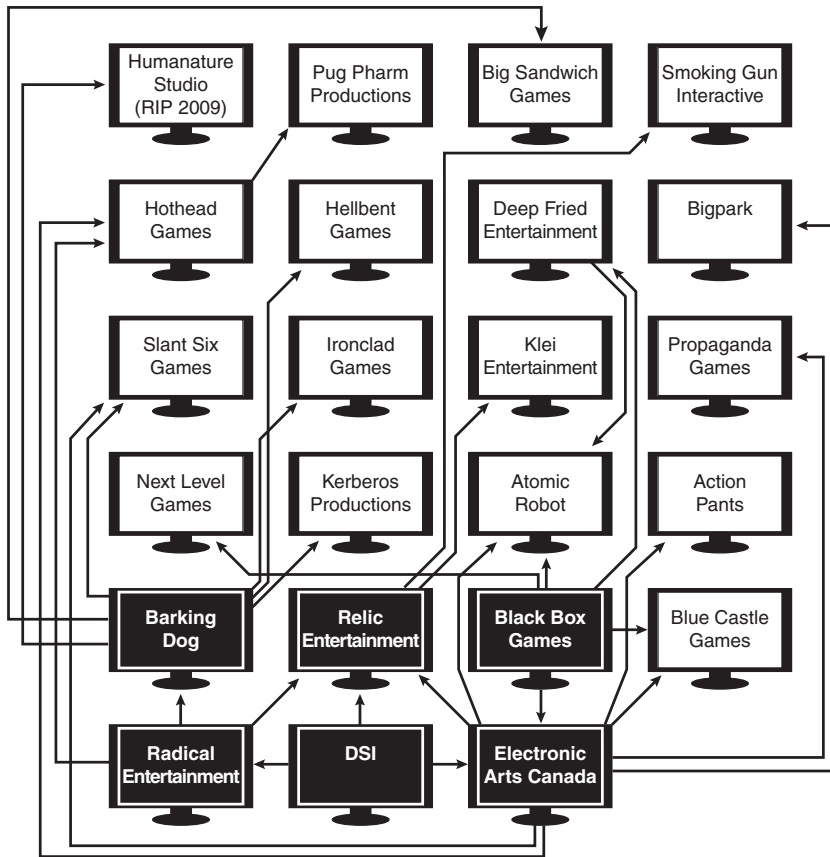 Humanature
Studio
(RIP 2009)
Pug Pharm
Productions
Big Sandwich
Games
Smoking Gun
Interactive
Hothead
Games
Hellbent
Games
Deep Fried
Entertainment
Bigpark
Slant Six
Games
Ironclad
Games
Klei
Entertainment
Propaganda
Games
Next Level
Games
Kerberos
Productions
Atomic
Robot
Action
Pants
Barking
Dog
Relic
Entertainment
Black Box
Games
Blue Castle
Games
Radical
Entertainment
DSI
Electronic
Arts Canada